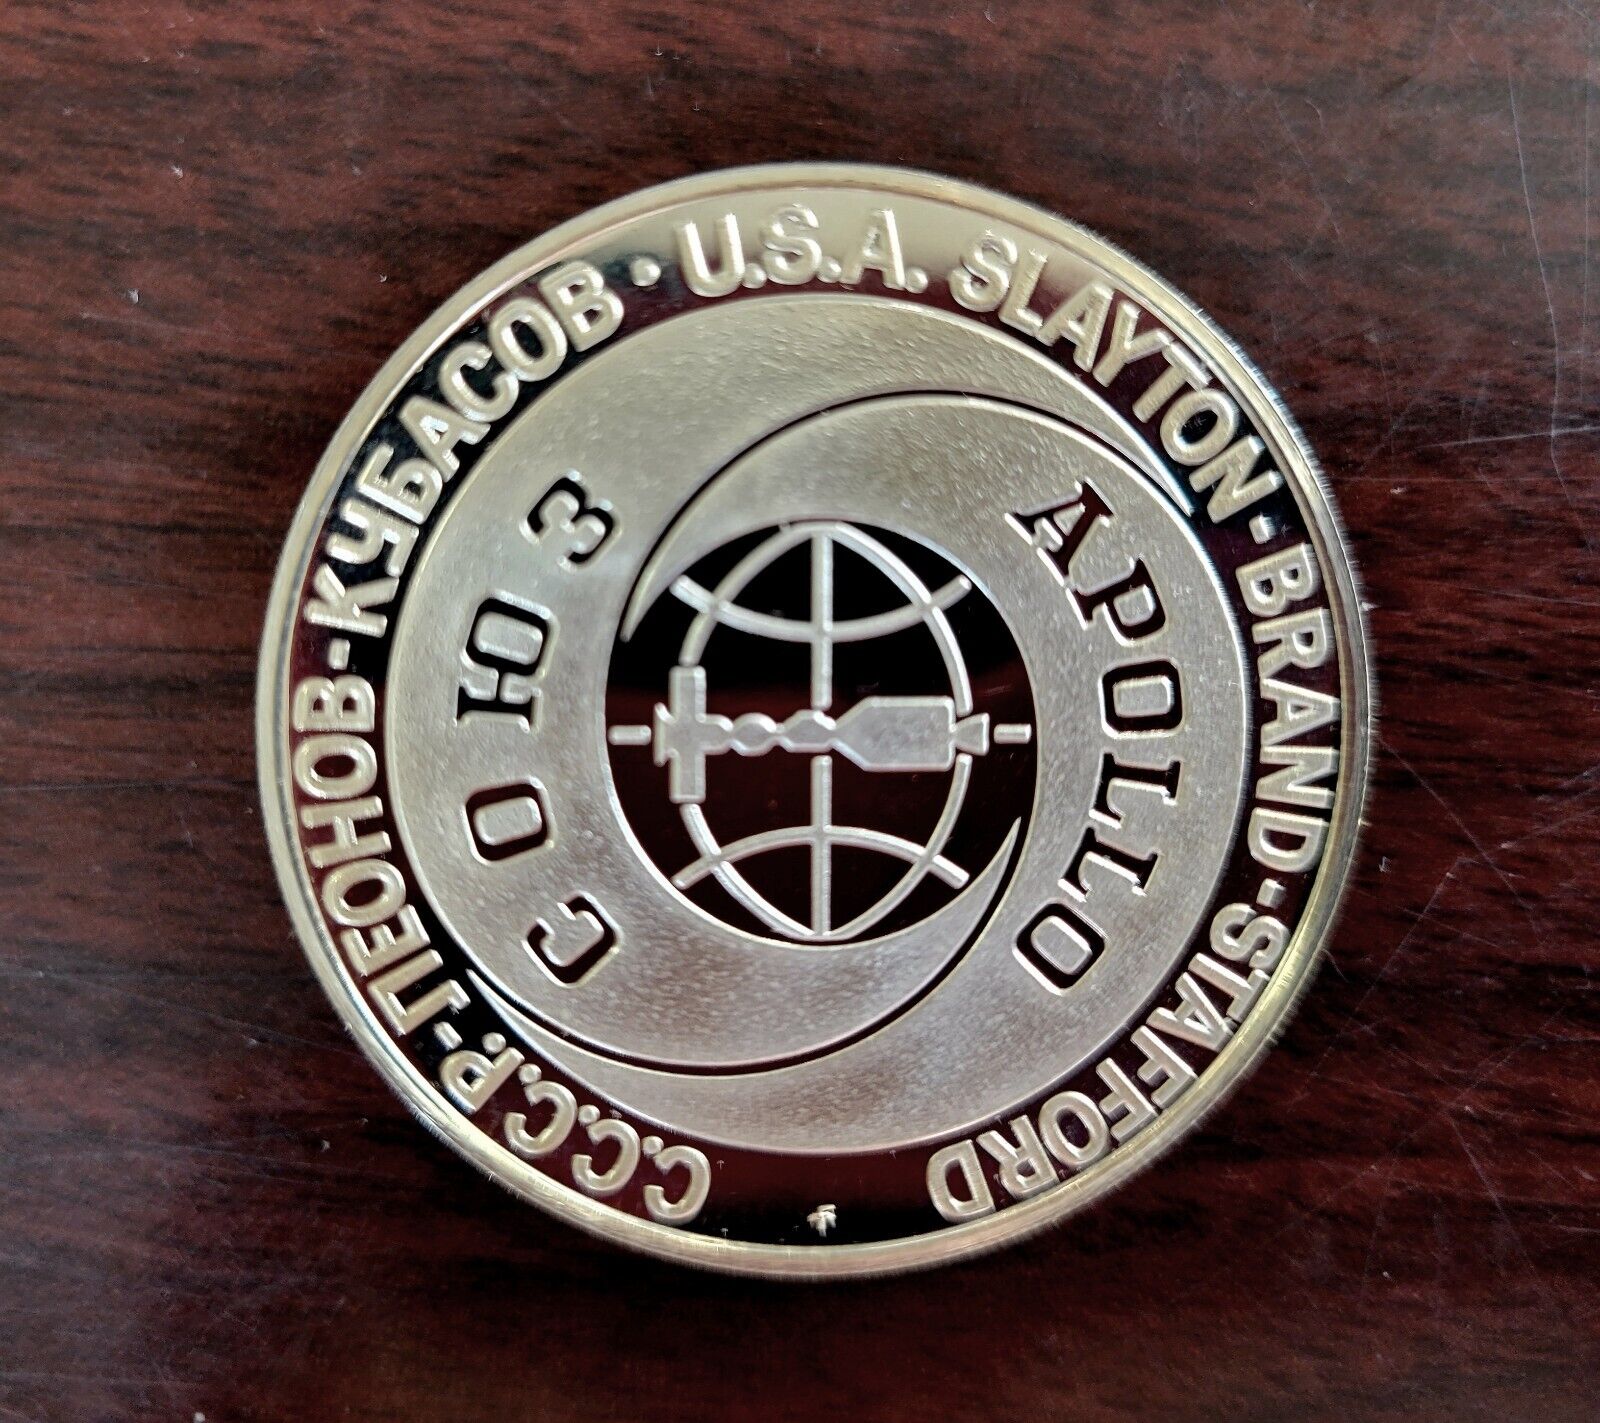 С.С.С.Р.-ЛЕОНОВ-КУБАСОВ · U.S.A. SLAYTON-BRAND-STAFFORD
СОЮЗ
APOLLO